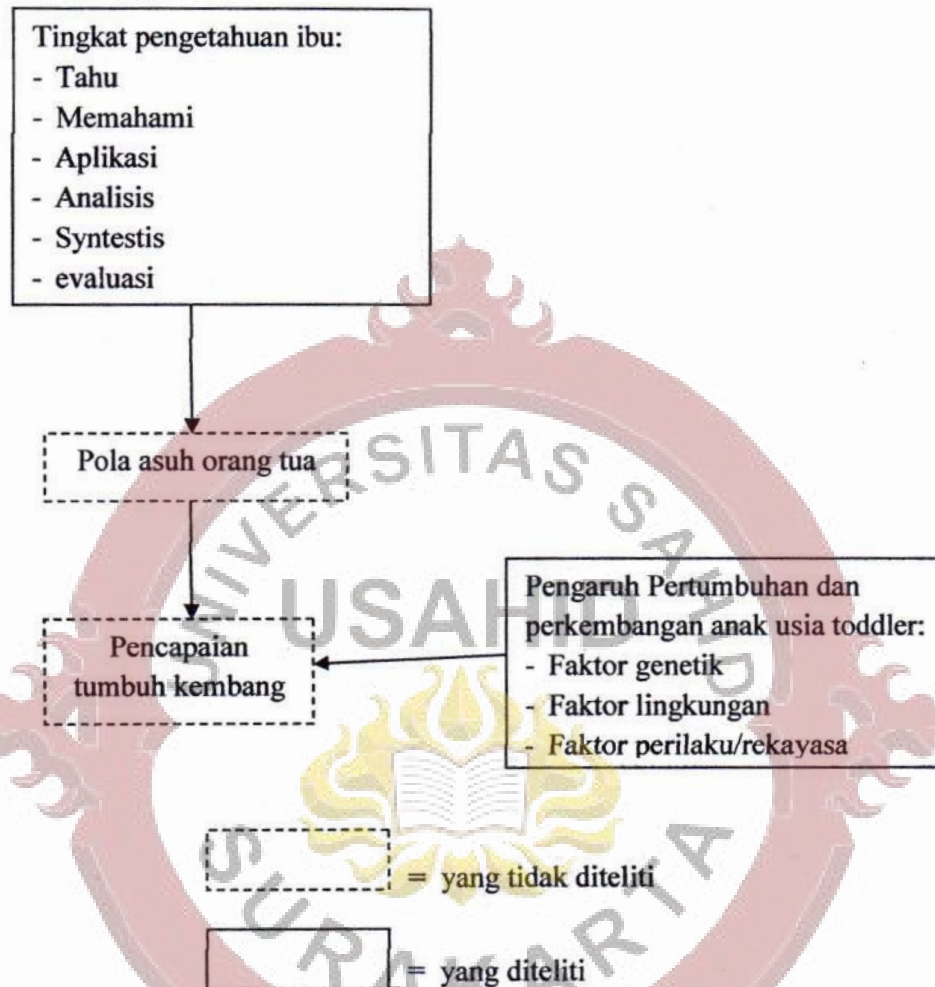 Tingkat pengetahuan ibu:
- Tahu
- Memahami
- Aplikasi
- Analisis
- Syntestis
- evaluasi
Pola asuh orang tua
Pencapaian
tumbuh kembang
Pengaruh Pertumbuhan dan
perkembangan anak usia toddler:
- Faktor genetik
- Faktor lingkungan
- Faktor perilaku/rekayasa
= yang tidak diteliti
= yang diteliti
UNIVERSITAS SAHID
USAHID
SURAKARTA